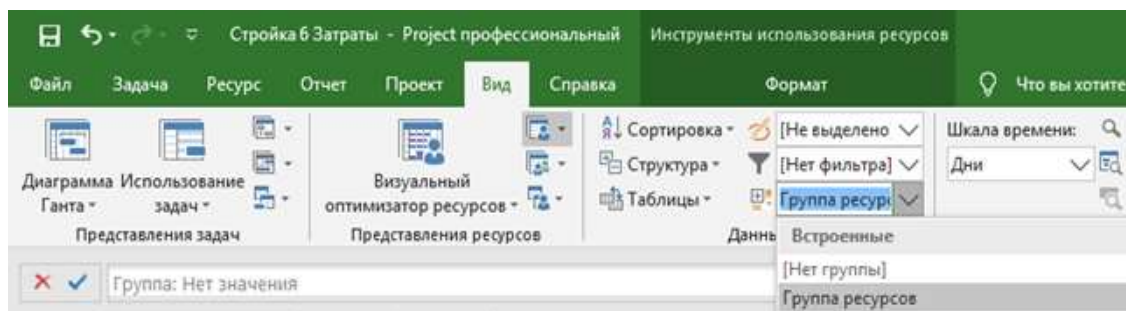 Стройка 6 Затраты - Project профессиональный
Инструменты использования ресурсов
Файл Задача Ресурс Отчет Проект Вид Справка Формат Что вы хотите
Диаграмма Ганта
Использование задач
Представления задач
Визуальный оптимизатор ресурсов
Представления ресурсов
Сортировка
Структура
Таблицы
[Не выделено
[Нет фильтра]
Группа ресур
Данн
Шкала времени:
Дни
Встроенные
[Нет группы]
Группа ресурсов
Группа: Нет значения